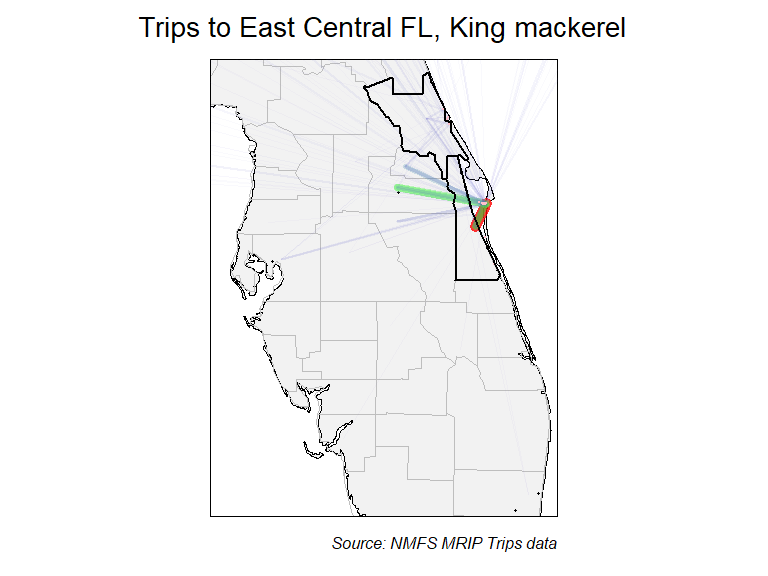 Trips to East Central FL, King mackerel
Source: NMFS MRIP Trips data